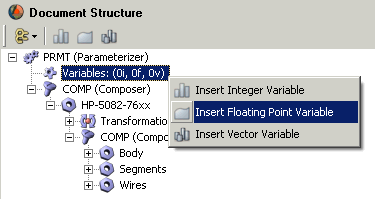 Document Structure
PRMT (Parameterizer)
Variables: (0i, 0f, 0v)
COMP (Composer)
HP-5082-76xx
Transformation
COMP (Compo
Body
Segments
Wires
Insert Integer Variable
Insert Floating Point Variable
Insert Vector Variable